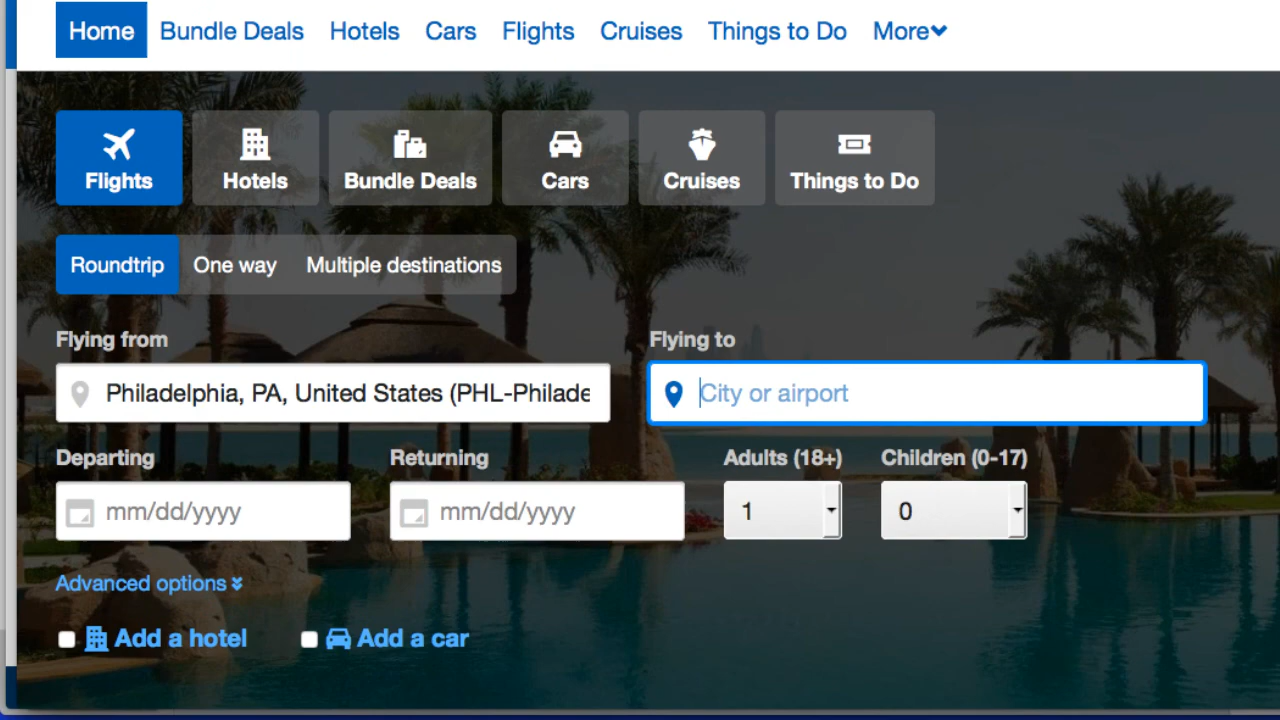 Home Bundle Deals Hotels Cars Flights Cruises Things to Do More
Flights Hotels Bundle Deals Cars Cruises Things to Do
Roundtrip One way Multiple destinations
Flying from Flying to
Philadelphia, PA, United States (PHL-Philade City or airport
Departing Returning Adults (18+) Children (0-17)
mm/dd/yyyy mm/dd/yyyy 1 0
Advanced options
Add a hotel Add a car